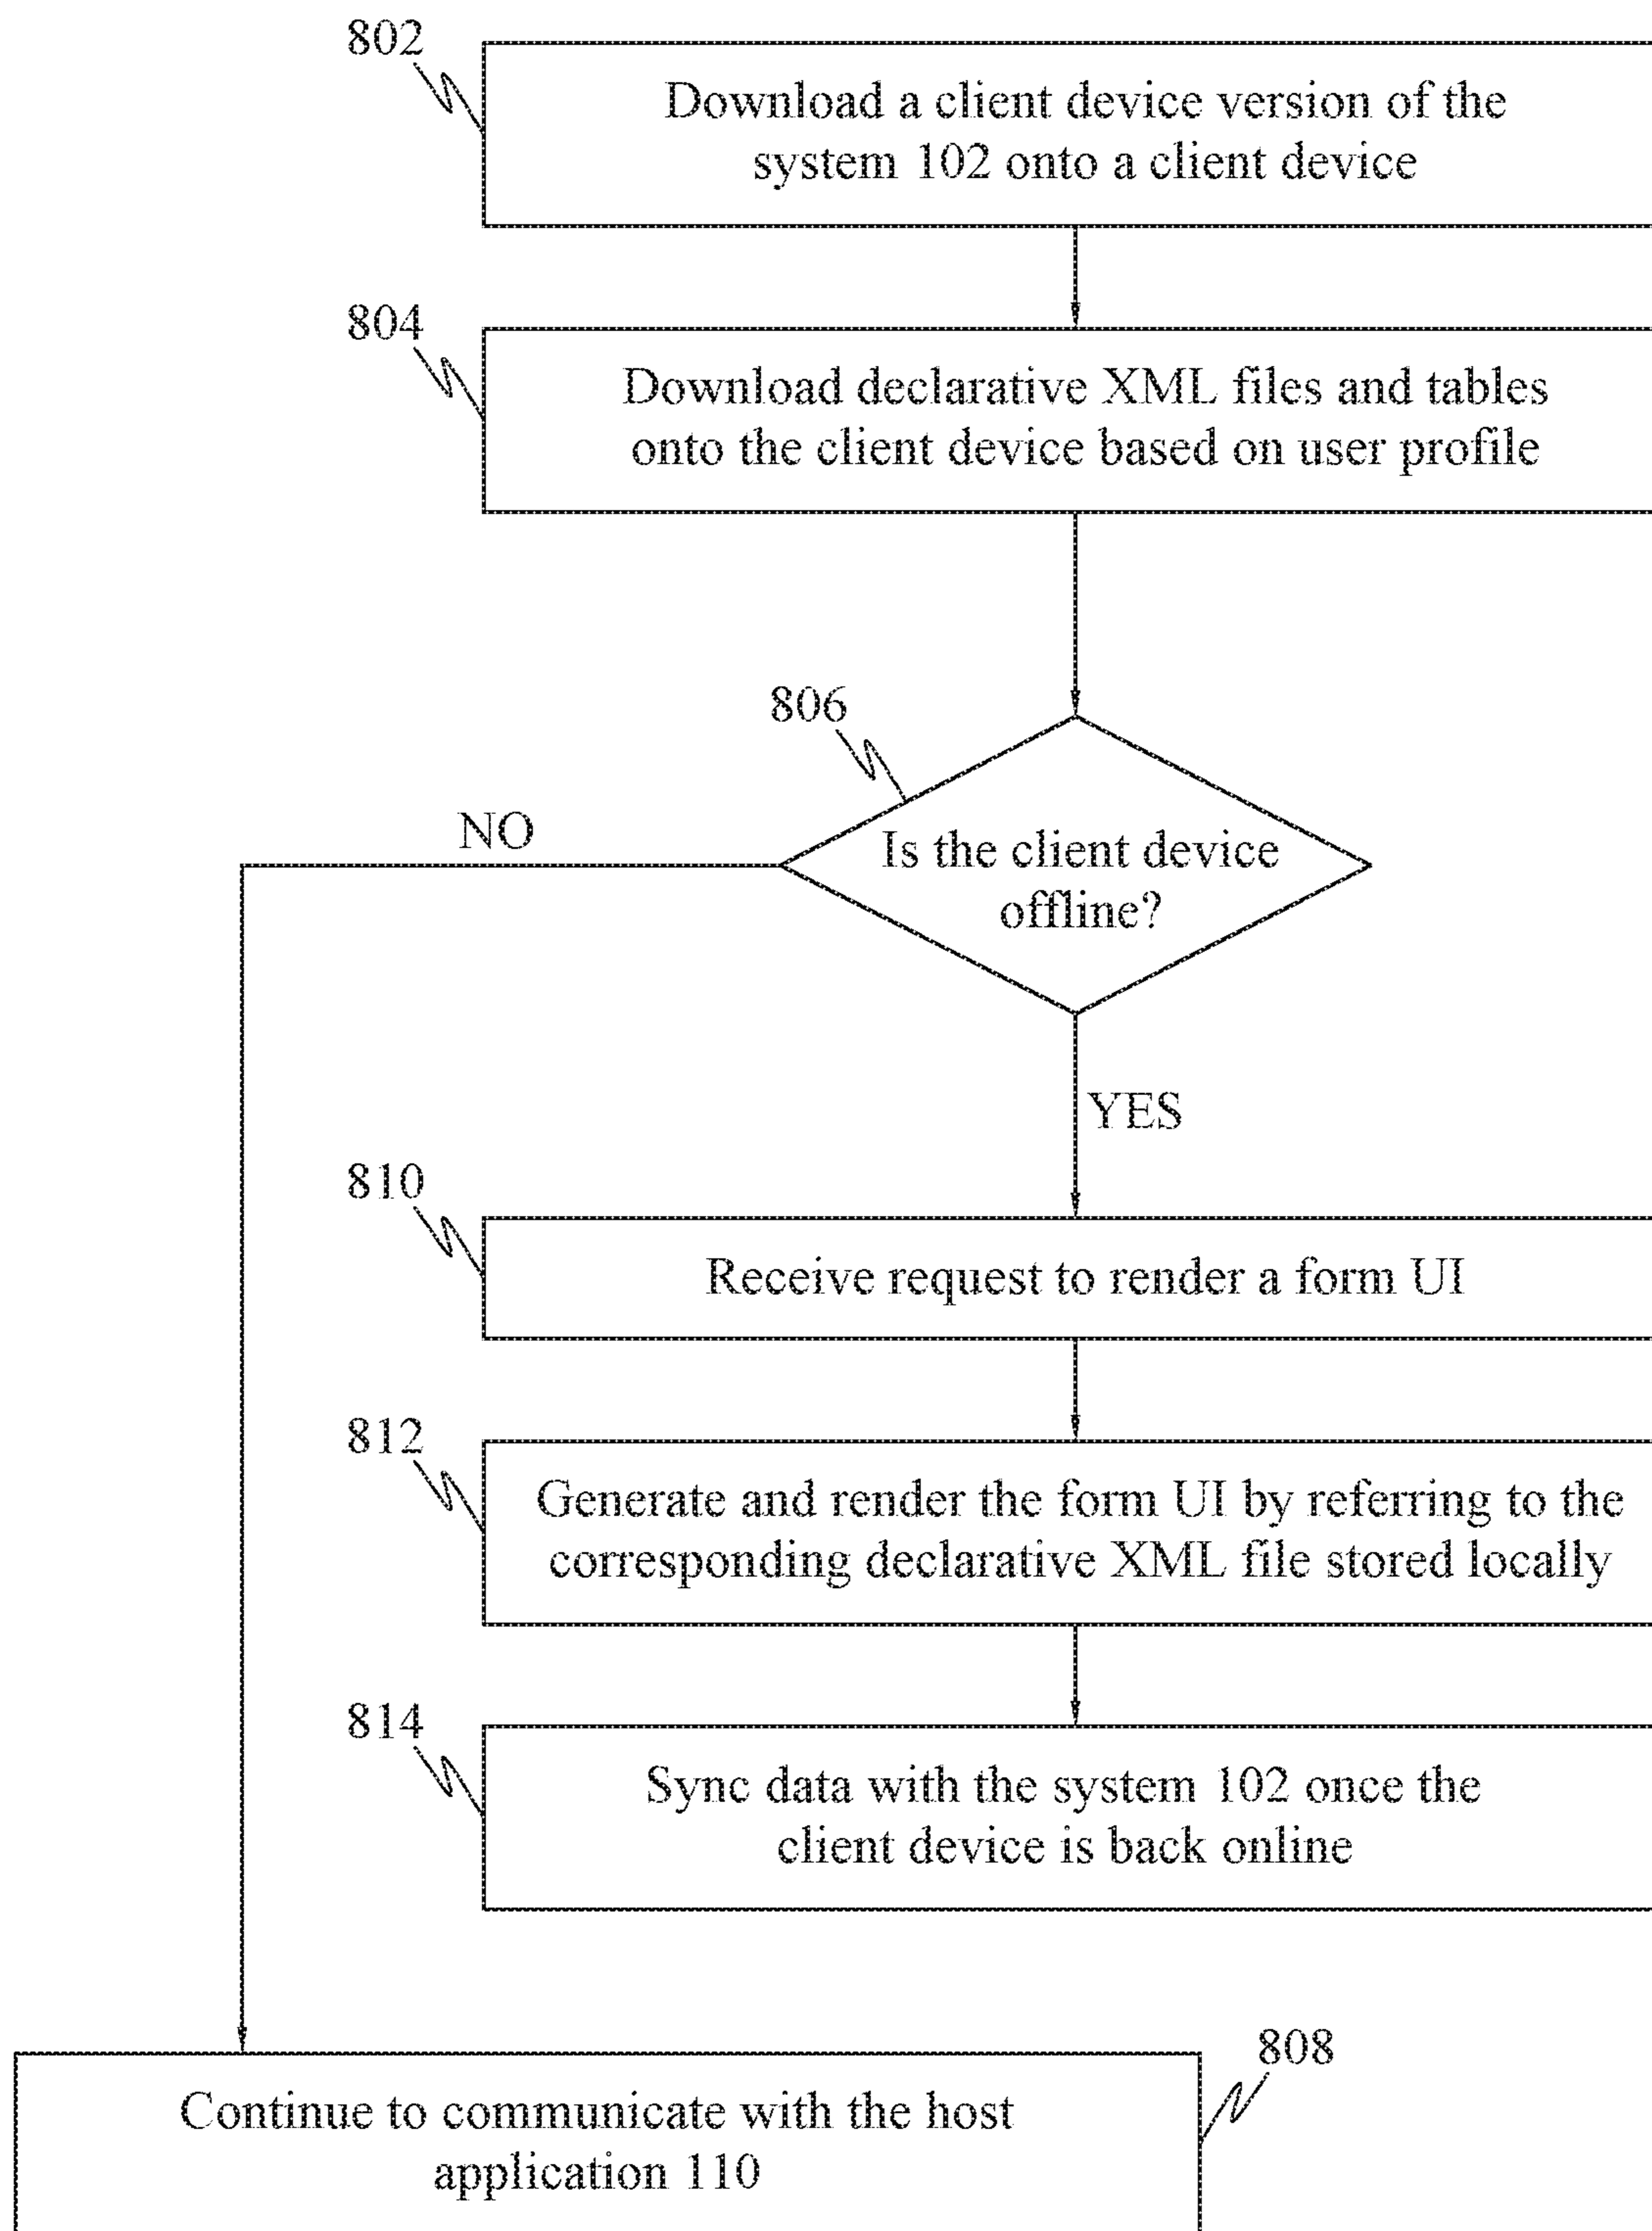 802
Download a client device version of the
system 102 onto a client device
804
Download declarative XML files and tables
onto the client device based on user profile
806
Is the client device
offline?
NO
YES
810
Receive request to render a form UI
812
Generate and render the form UI by referring to the
corresponding declarative XML file stored locally
814
Sync data with the system 102 once the
client device is back online
808
Continue to communicate with the host
application 110